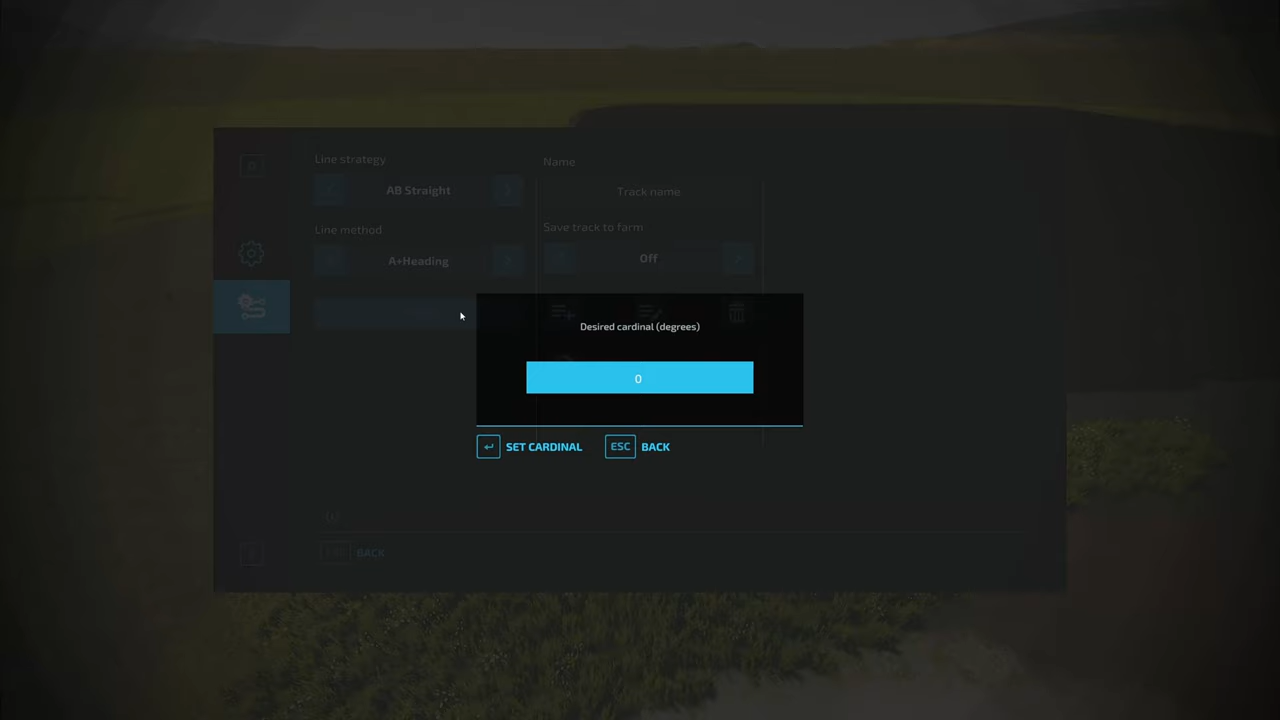 Line strategy
AB Straight
Line method
A+Heading
Name
Track name
Save track to farm
Off
Desired cardinal (degrees)
0
↵ SET CARDINAL ESC BACK
BACK